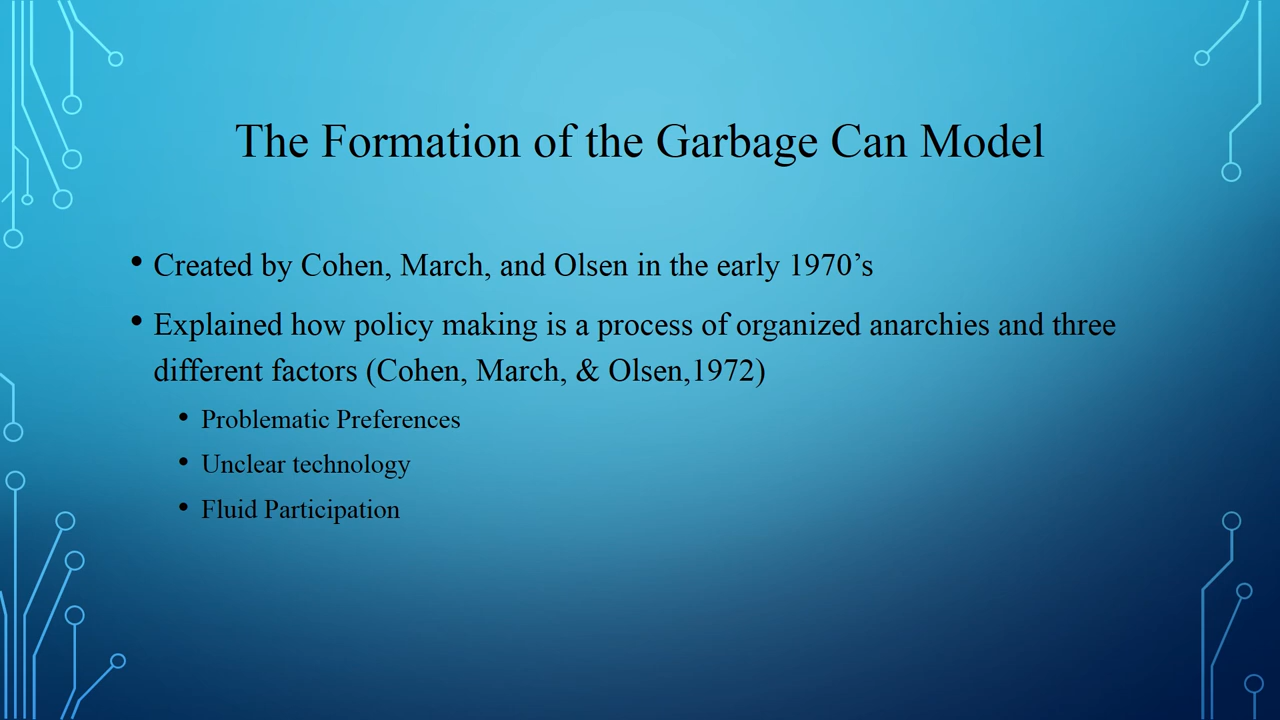 The Formation of the Garbage Can Model
• Created by Cohen, March, and Olsen in the early 1970’s
• Explained how policy making is a process of organized anarchies and three
different factors (Cohen, March, & Olsen,1972)
• Problematic Preferences
• Unclear technology
• Fluid Participation